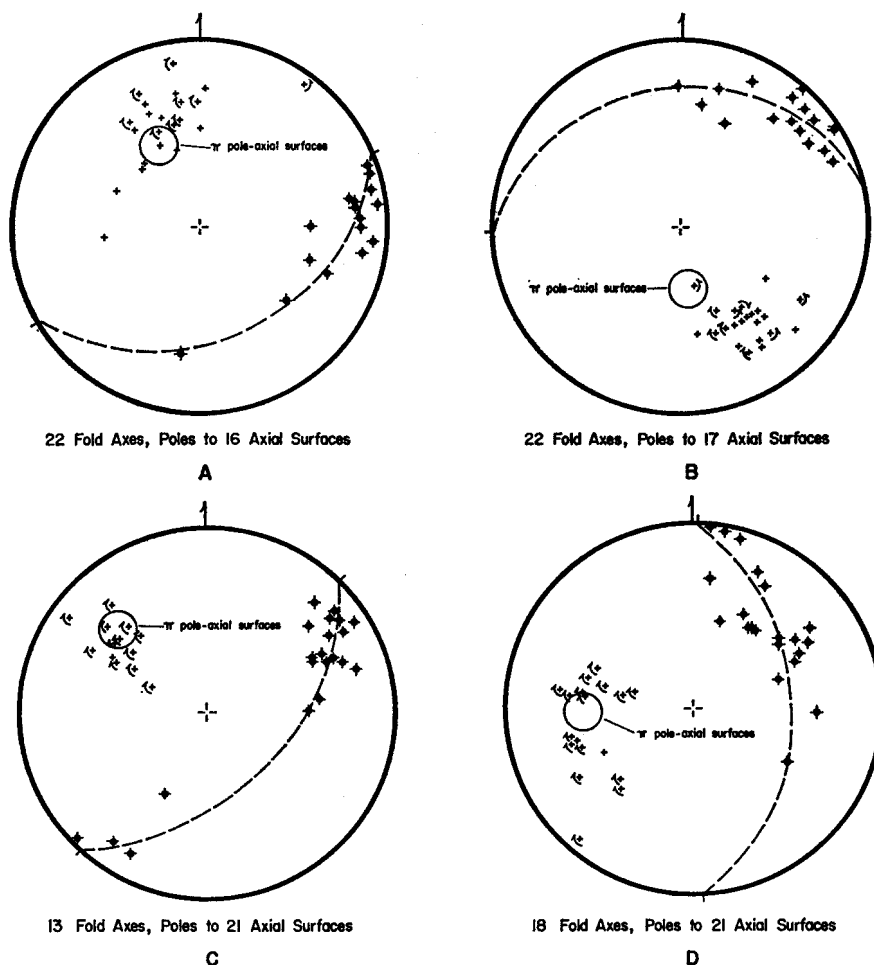 π pole-axial surfaces
22 Fold Axes, Poles to 16 Axial Surfaces
A
π pole-axial surfaces
22 Fold Axes, Poles to 17 Axial Surfaces
B
π pole-axial surfaces
13 Fold Axes, Poles to 21 Axial Surfaces
C
π pole-axial surfaces
18 Fold Axes, Poles to 21 Axial Surfaces
D